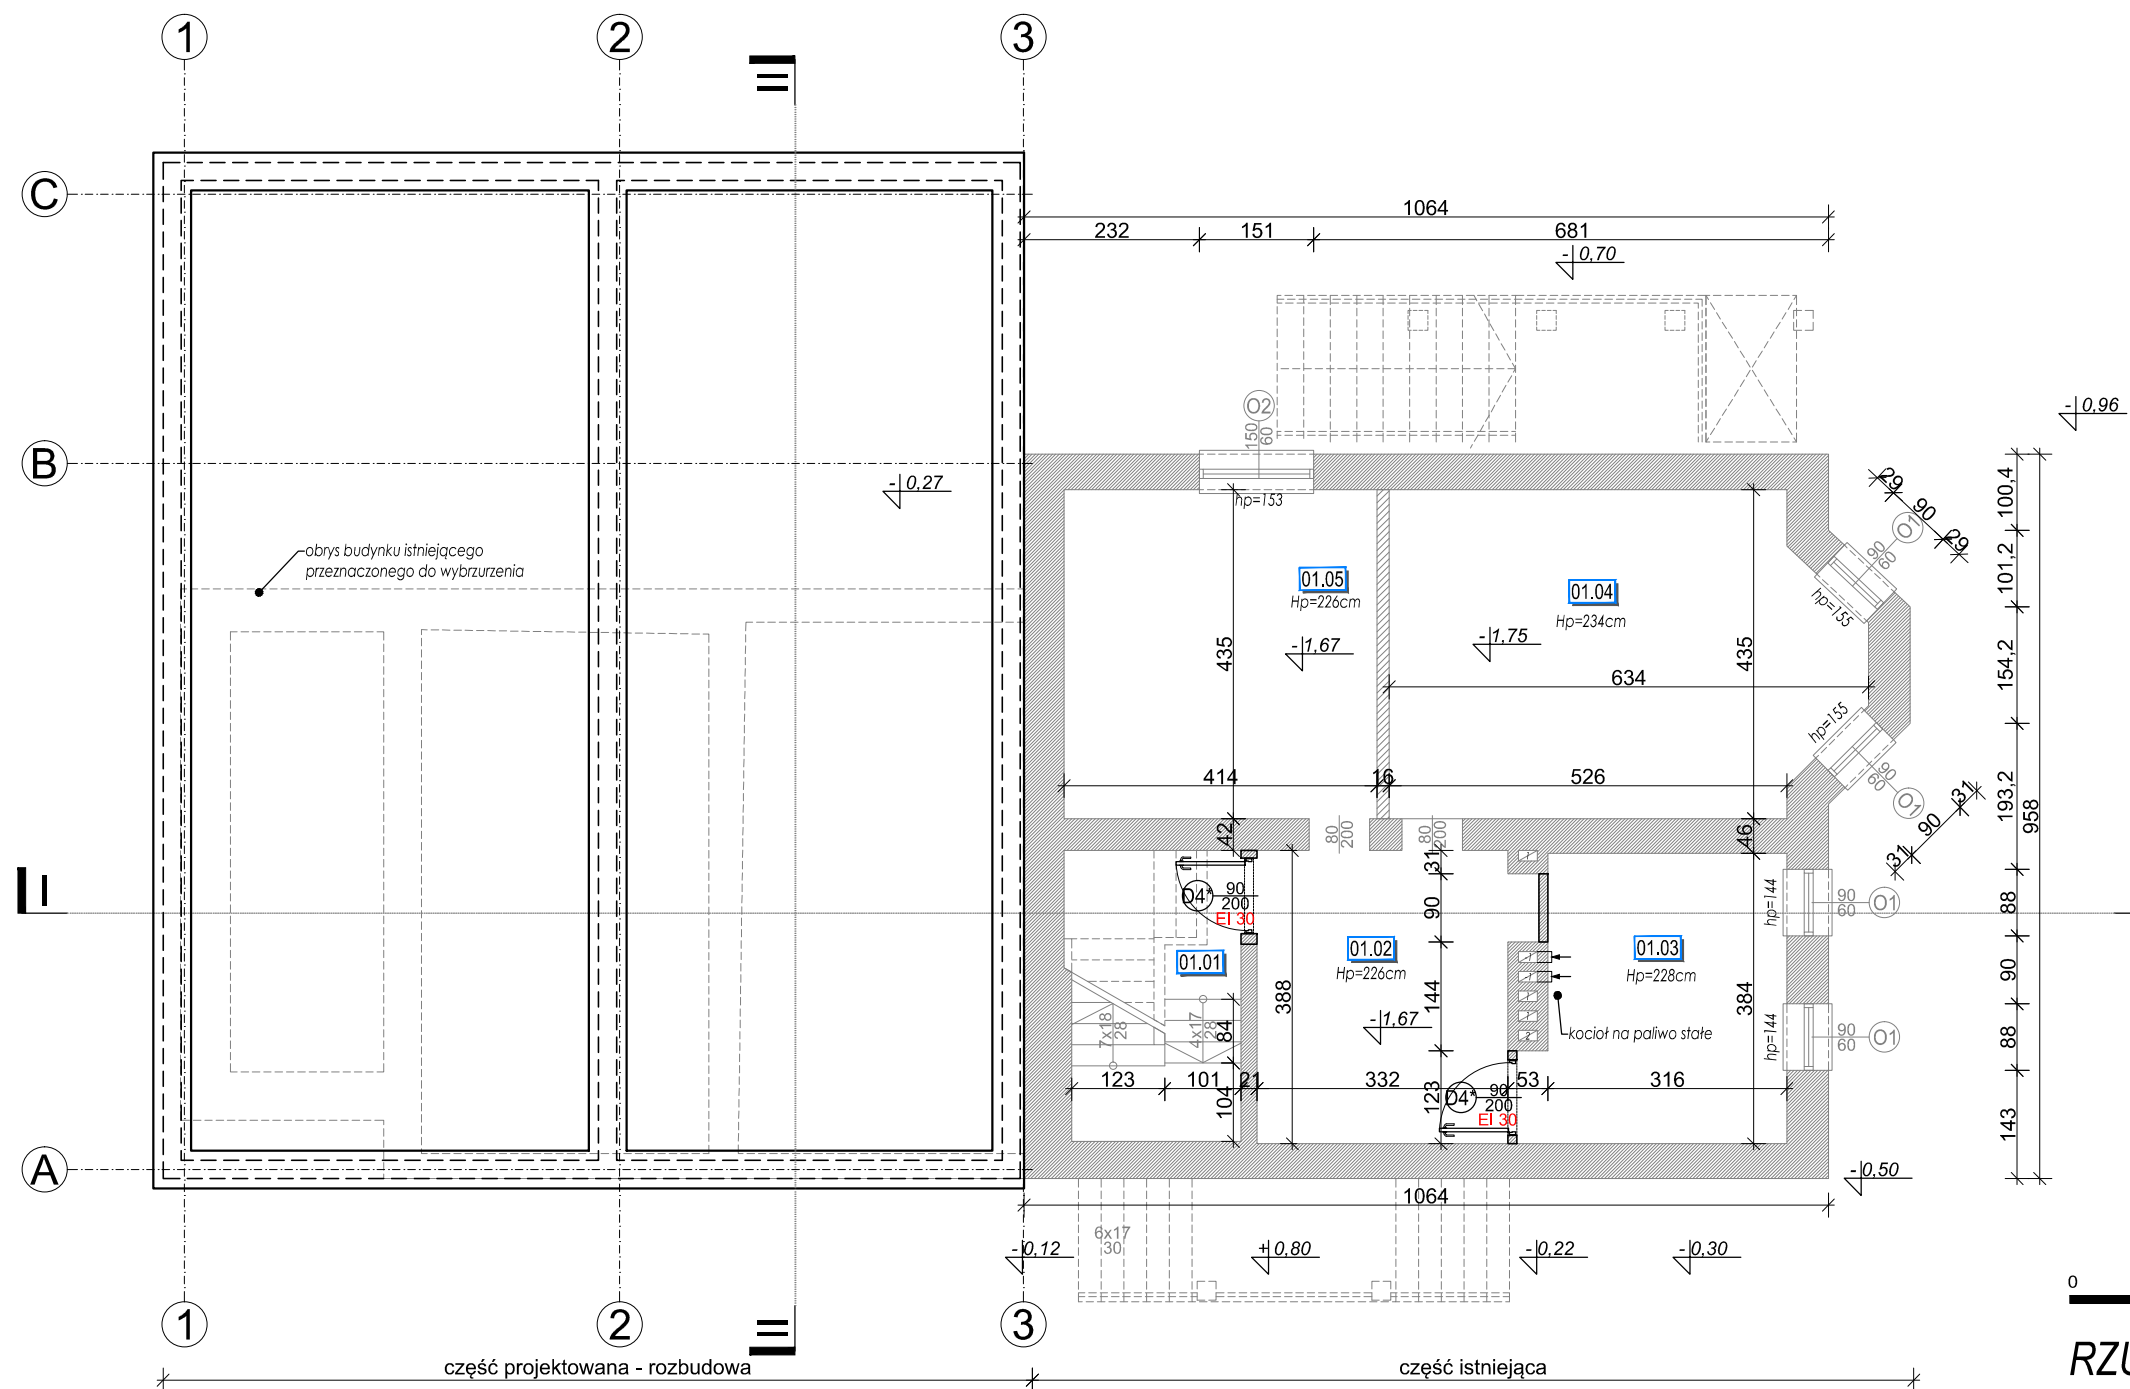 1
2
3
II
C
1064
232
151
681
- 0,70
O2
150
60
- 0,96
B
- 0,27
hp=153
29
90
29
O1
90
60
hp=155
100,4
101,2
154,2
193,2
958
obrys budynku istniejącego
przeznaczonego do wybrzurzenia
01.05
Hp=226cm
01.04
Hp=234cm
435
- 1,67
- 1,75
435
634
hp=155
90
60
O1
31
90
31
414
16
526
42
80
200
80
200
46
31
I
D4*
90
200
EI 30
90
hp=144
90
60
O1
88
01.01
01.02
Hp=226cm
01.03
Hp=228cm
90
388
144
384
7x18
28
4x17
28
84
- 1,67
kocioł na paliwo stałe
hp=144
90
60
O1
88
123
101
21
332
53
316
104
123
D4*
90
200
EI 30
143
A
- 0,50
1064
6x17
30
- 0,12
+ 0,80
- 0,22
- 0,30
0
1
2
II
3
RZU
część projektowana - rozbudowa
część istniejąca